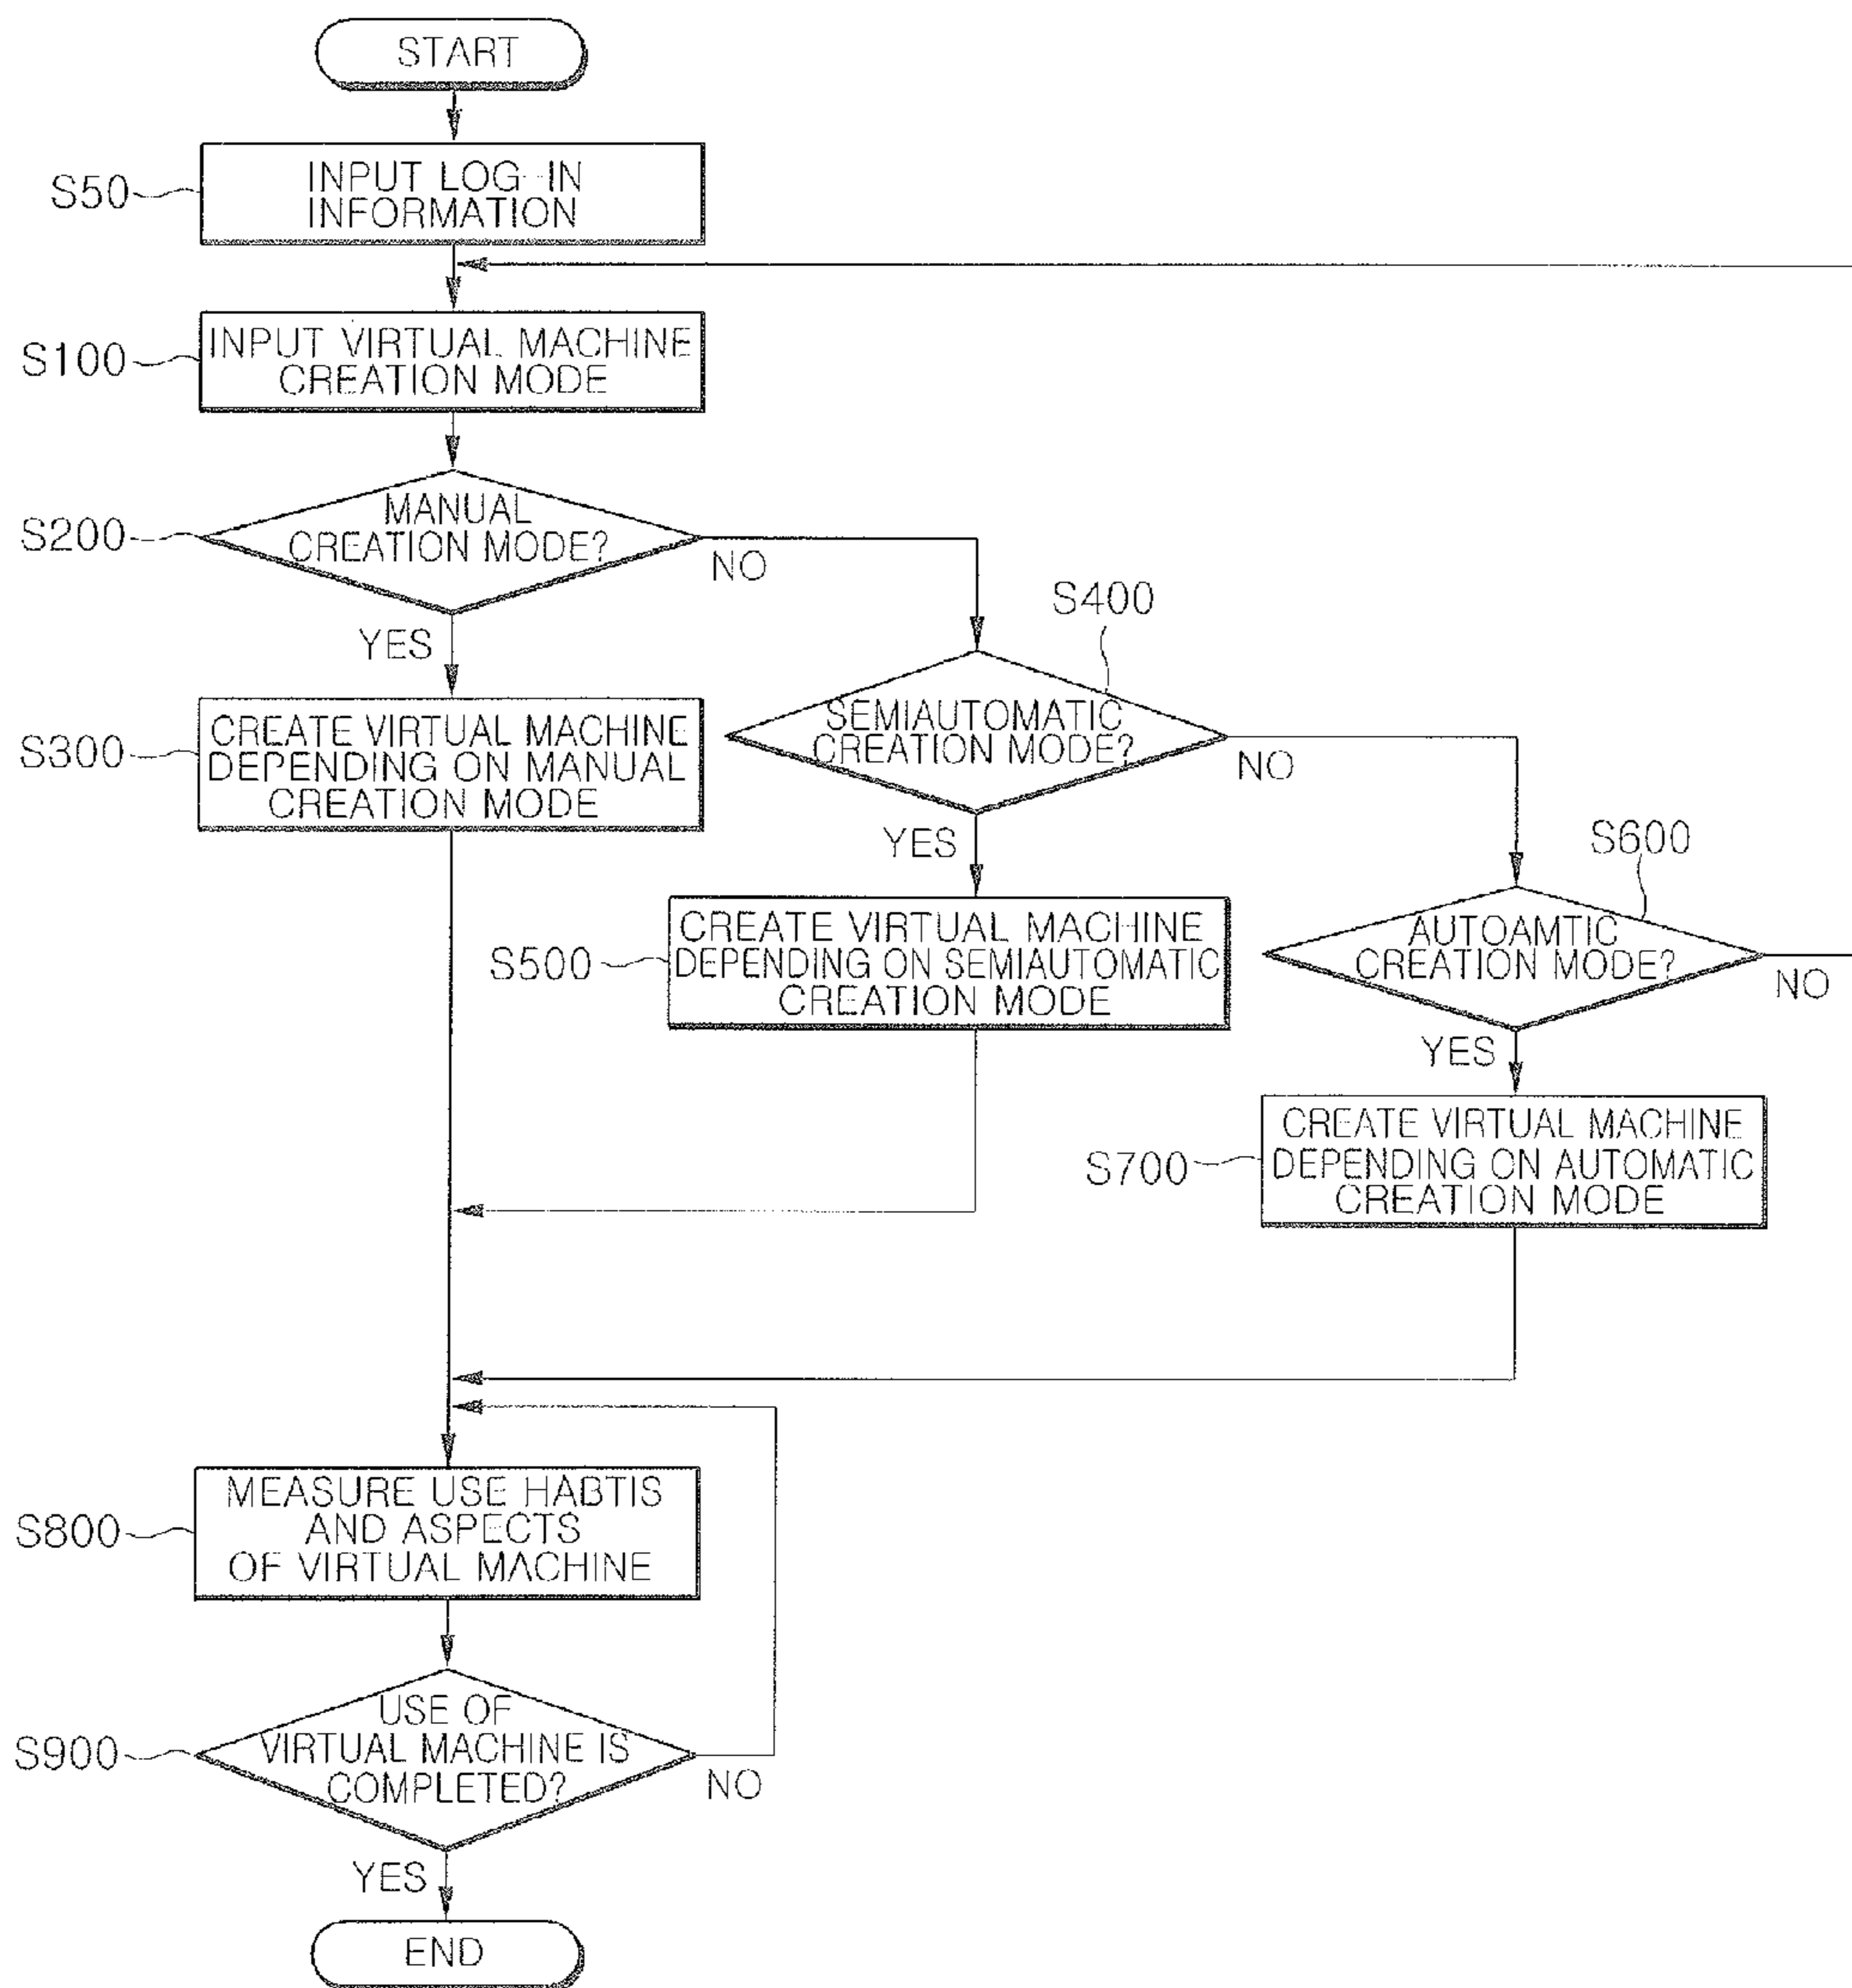 START
S50
INPUT LOG-IN
INFORMATION
S100
INPUT VIRTUAL MACHINE
CREATION MODE
S200
MANUAL
CREATION MODE?
NO
YES
S300
CREATE VIRTUAL MACHINE
DEPENDING ON MANUAL
CREATION MODE
S400
SEMIAUTOMATIC
CREATION MODE?
NO
YES
S500
CREATE VIRTUAL MACHINE
DEPENDING ON SEMIAUTOMATIC
CREATION MODE
S600
AUTOAMTIC
CREATION MODE?
NO
YES
S700
CREATE VIRTUAL MACHINE
DEPENDING ON AUTOMATIC
CREATION MODE
S800
MEASURE USE HABTIS
AND ASPECTS
OF VIRTUAL MACHINE
S900
USE OF
VIRTUAL MACHINE IS
COMPLETED?
NO
YES
END